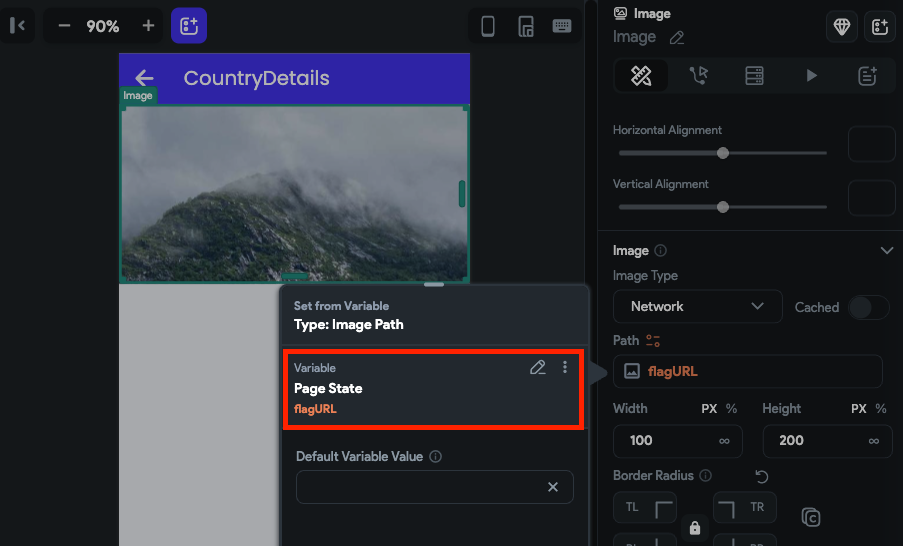 90%
CountryDetails
Image
Set from Variable
Type: Image Path
Variable
Page State
flagURL
Default Variable Value
Image
Image
Horizontal Alignment
Vertical Alignment
Image
Image Type
Network
Cached
Path
flagURL
Width PX %
Height PX %
100 ∞
200 ∞
Border Radius
TL
TR